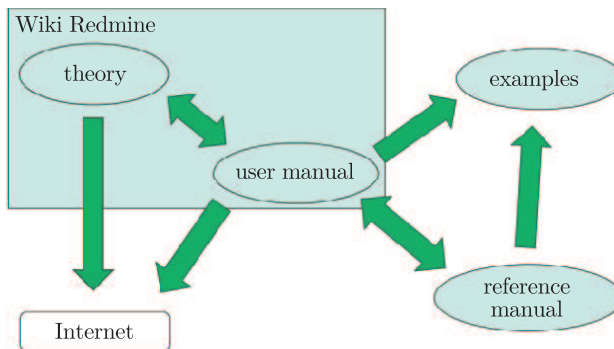 Wiki Redmine
theory
examples
user manual
reference
manual
Internet